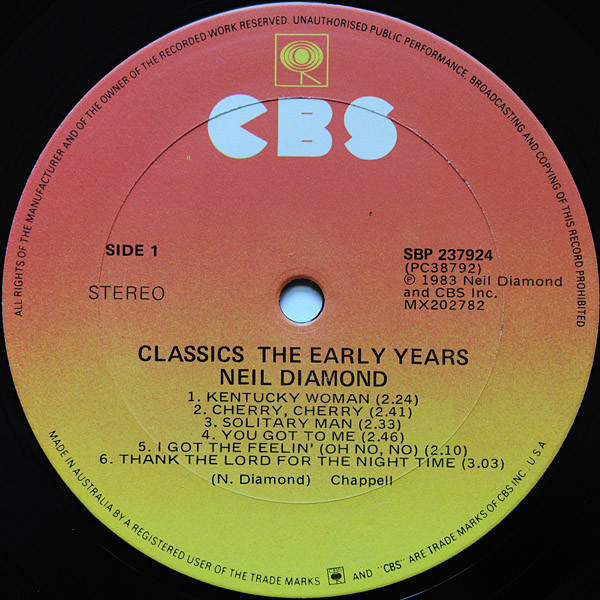 ALL RIGHTS OF THE MANUFACTURER AND OF THE OWNER OF THE RECORDED WORK RESERVED. UNAUTHORISED PUBLIC PERFORMANCE, BROADCASTING AND COPYING OF THIS RECORD PROHIBITED
CBS
SIDE 1
STEREO
SBP 237924
(PC38792)
℗ 1983 Neil Diamond
and CBS Inc.
MX202782
CLASSICS THE EARLY YEARS
NEIL DIAMOND
1. KENTUCKY WOMAN (2.24)
2. CHERRY, CHERRY (2.41)
3. SOLITARY MAN (2.33)
4. YOU GOT TO ME (2.46)
5. I GOT THE FEELIN' (OH NO, NO) (2.10)
6. THANK THE LORD FOR THE NIGHT TIME (3.03)
(N. Diamond) Chappell
MADE IN AUSTRALIA BY A REGISTERED USER OF THE TRADE MARKS CBS AND "CBS" ARE TRADE MARKS OF CBS INC., U.S.A